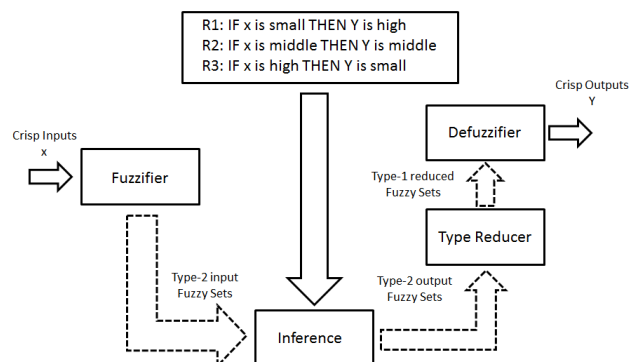 R1: IF x is small THEN Y is high
R2: IF x is middle THEN Y is middle
R3: IF x is high THEN Y is small
Crisp Inputs
x
Fuzzifier
Crisp Outputs
Y
Defuzzifier
Type-1 reduced
Fuzzy Sets
Type Reducer
Type-2 input
Fuzzy Sets
Type-2 output
Fuzzy Sets
Inference